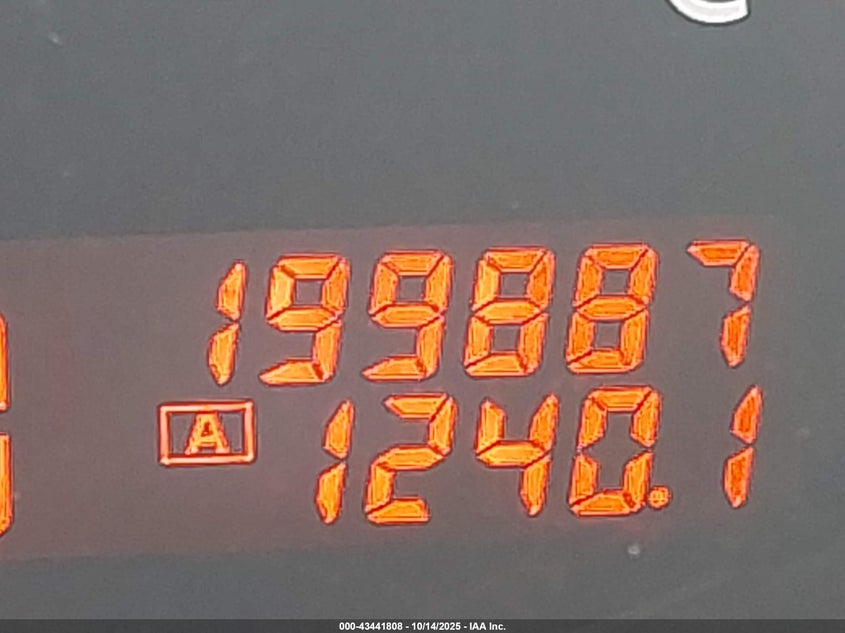 199887
A 1240.1
000-43441808 - 10/14/2025 - IAA Inc.